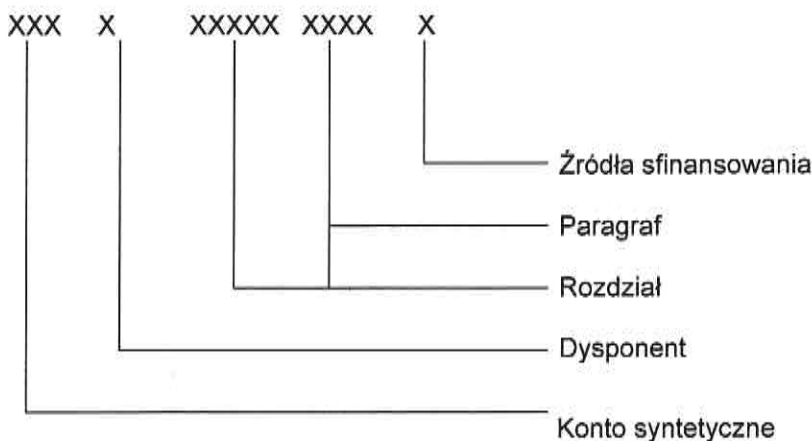 XXX X XXXXX XXXX X
Źródła sfinansowania
Paragraf
Rozdział
Dysponent
Konto syntetyczne